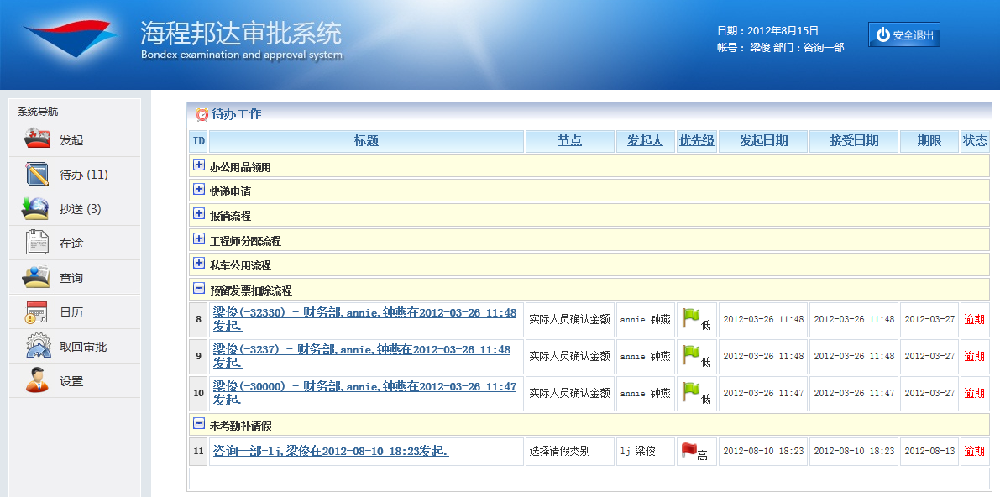 海程邦达审批系统
Bondex examination and approval system
日期：2012年8月15日
帐号： 梁俊 部门：咨询一部
安全退出
系统导航
发起
待办 (11)
抄送 (3)
在途
查询
日历
取回审批
设置
待办工作
ID 标题 节点 发起人 优先级 发起日期 接受日期 期限 状态
办公用品领用
快递申请
报消流程
工程师分配流程
私车公用流程
预留发票扣除流程
8 梁俊(-32330) - 财务部,annie,钟燕在2012-03-26 11:48 实际人员确认金额 annie 钟燕 低 2012-03-26 11:48 2012-03-26 11:48 2012-03-27 逾期
发起.
9 梁俊(-3237) - 财务部,annie,钟燕在2012-03-26 11:48 实际人员确认金额 annie 钟燕 低 2012-03-26 11:48 2012-03-26 11:48 2012-03-27 逾期
发起.
10 梁俊(-30000) - 财务部,annie,钟燕在2012-03-26 11:47 实际人员确认金额 annie 钟燕 低 2012-03-26 11:47 2012-03-26 11:47 2012-03-27 逾期
发起.
未考勤补请假
11 咨询一部-lj,梁俊在2012-08-10 18:23发起. 选择请假类别 lj 梁俊 高 2012-08-10 18:23 2012-08-10 18:23 2012-08-13 逾期